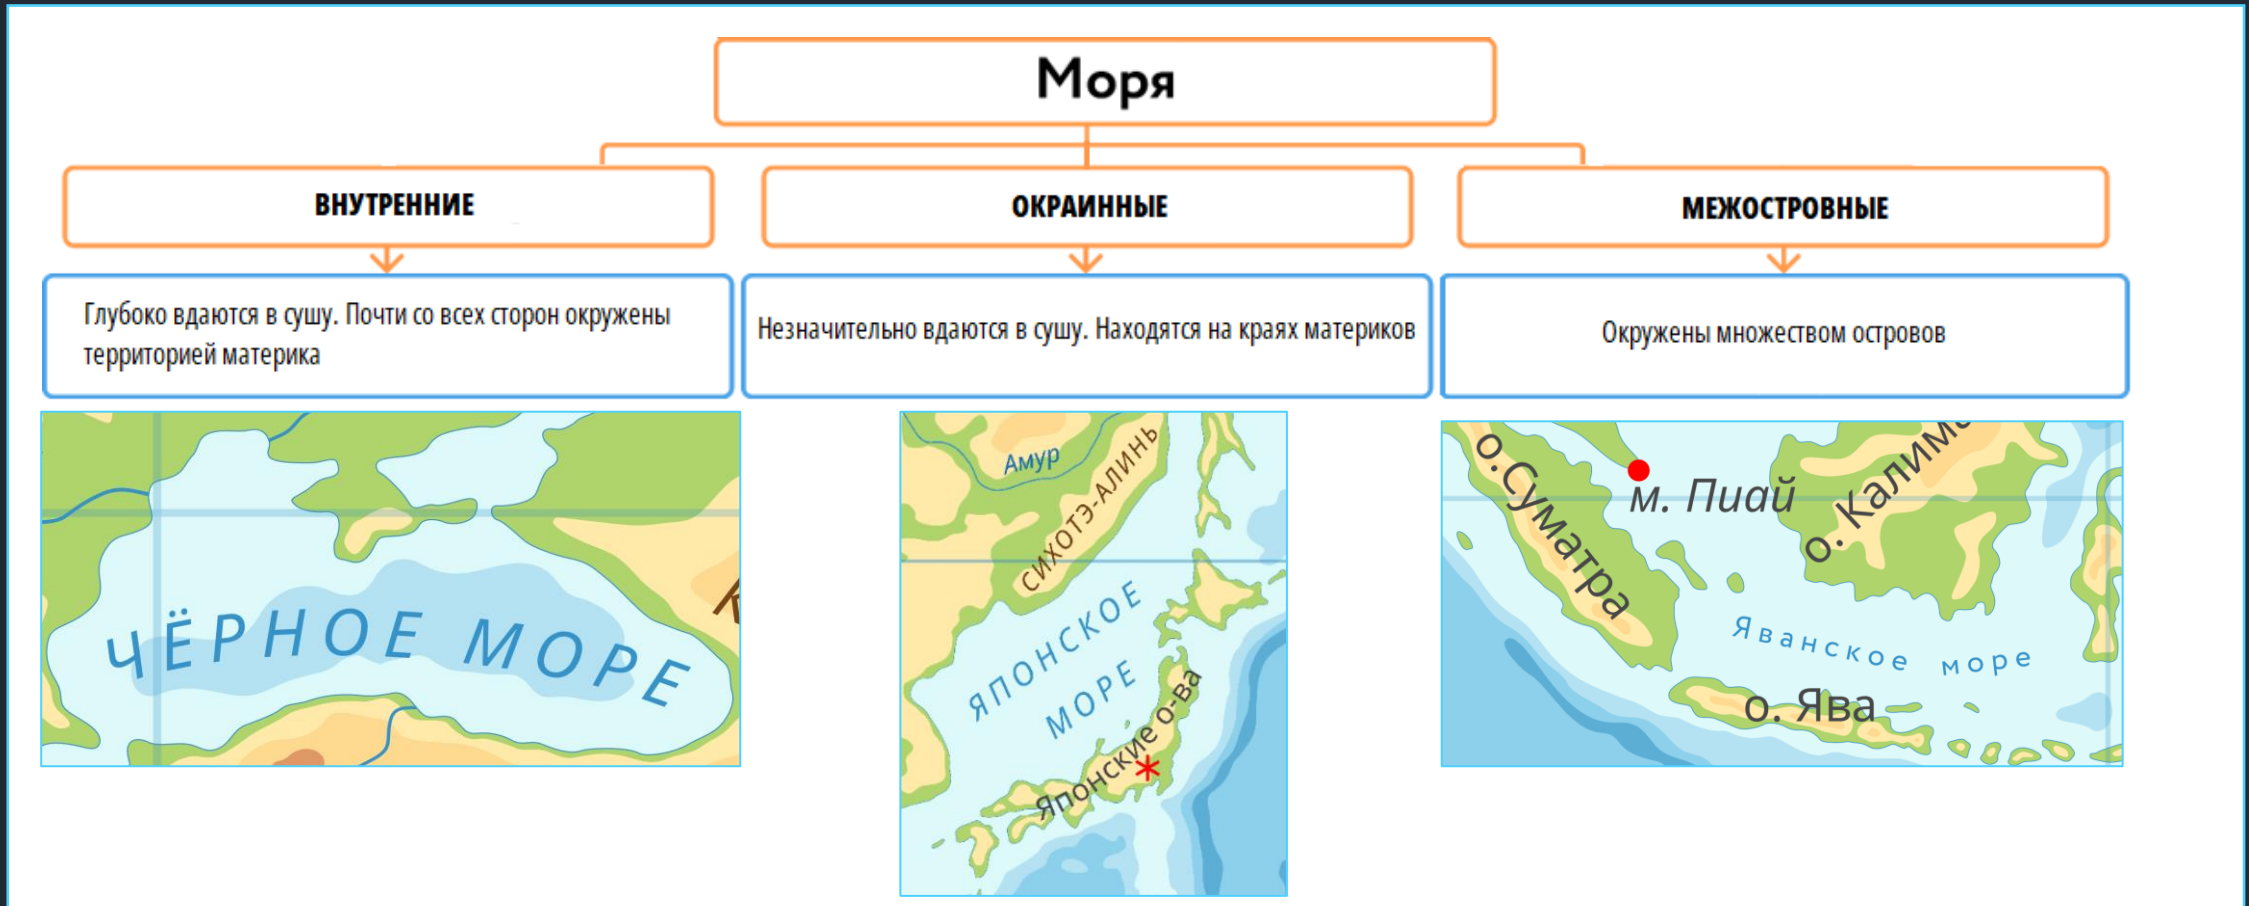 Моря
ВНУТРЕННИЕ
ОКРАИННЫЕ
МЕЖОСТРОВНЫЕ
Глубоко вдаются в сушу. Почти со всех сторон окружены
территорией материка
Незначительно вдаются в сушу. Находятся на краях материков
Окружены множеством островов
ЧЁРНОЕ МОРЕ
К
Амур
СИХОТЭ-АЛИНЬ
ЯПОНСКОЕ
МОРЕ
Японские о-ва
о.Суматра
м. Пиай
о. Калим
Яванское море
о. Ява